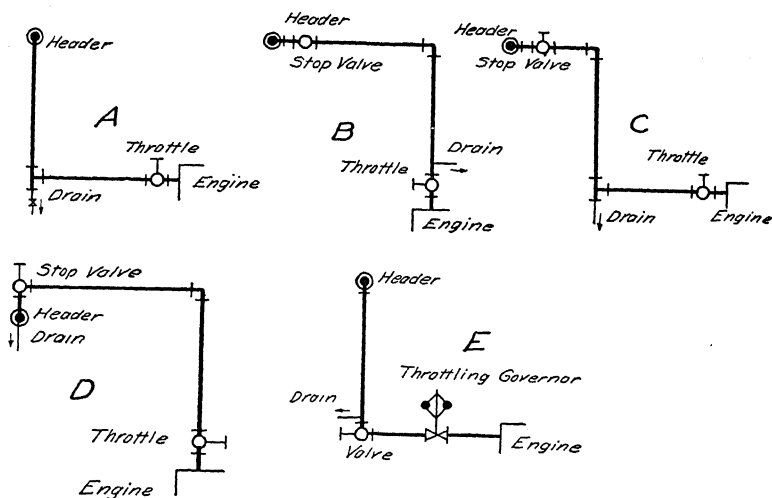 Header
A
Throttle
Engine
Drain
Header
Stop Valve
B
Drain
Throttle
Engine
Header
Stop Valve
C
Throttle
Drain
Engine
Stop Valve
Header
Drain
D
Throttle
Engine
Header
E
Throttling Governor
Drain
Valve
Engine